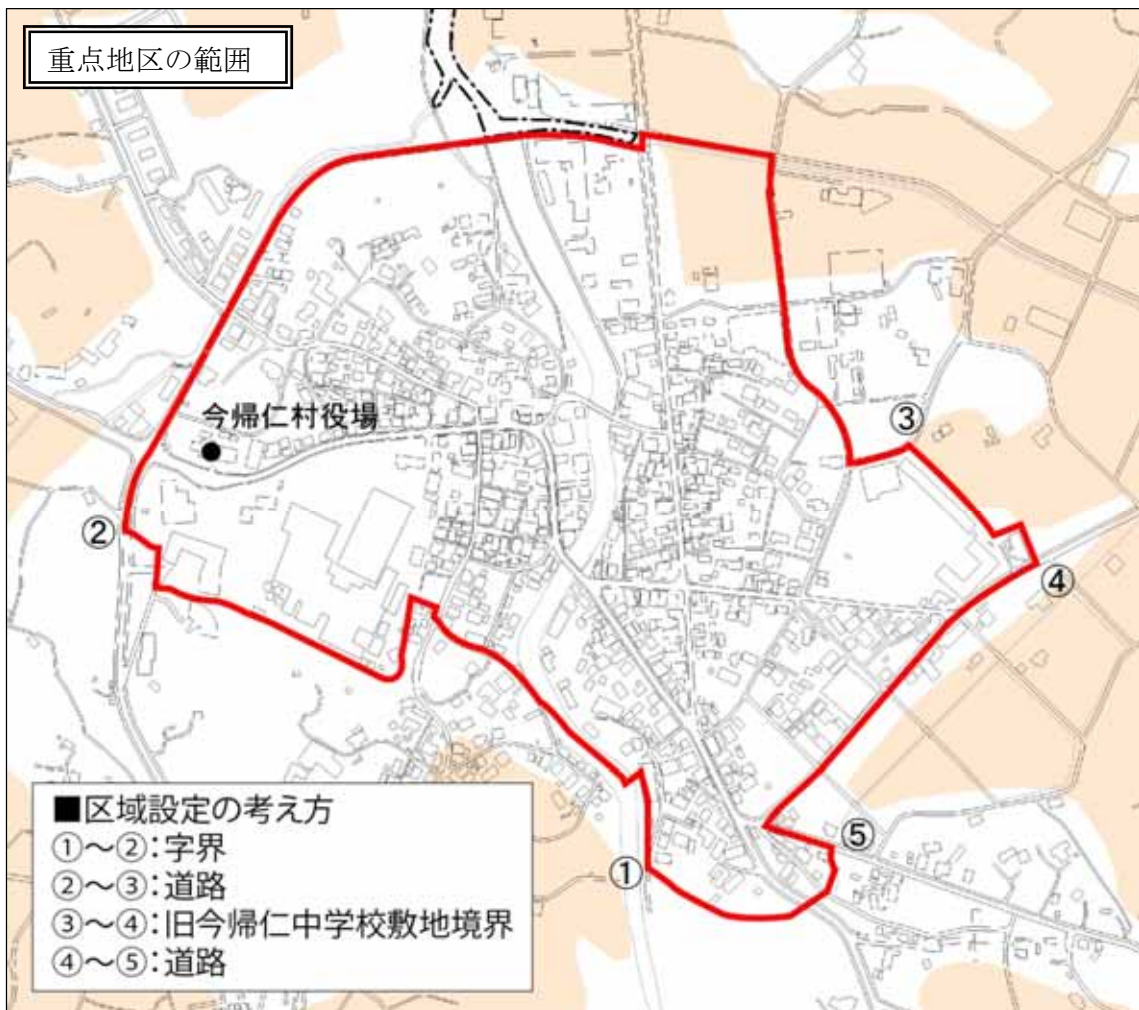 重点地区の範囲
今帰仁村役場
③
②
④
⑤
①
■区域設定の考え方
①～②:字界
②～③:道路
③～④:旧今帰仁中学校敷地境界
④～⑤:道路